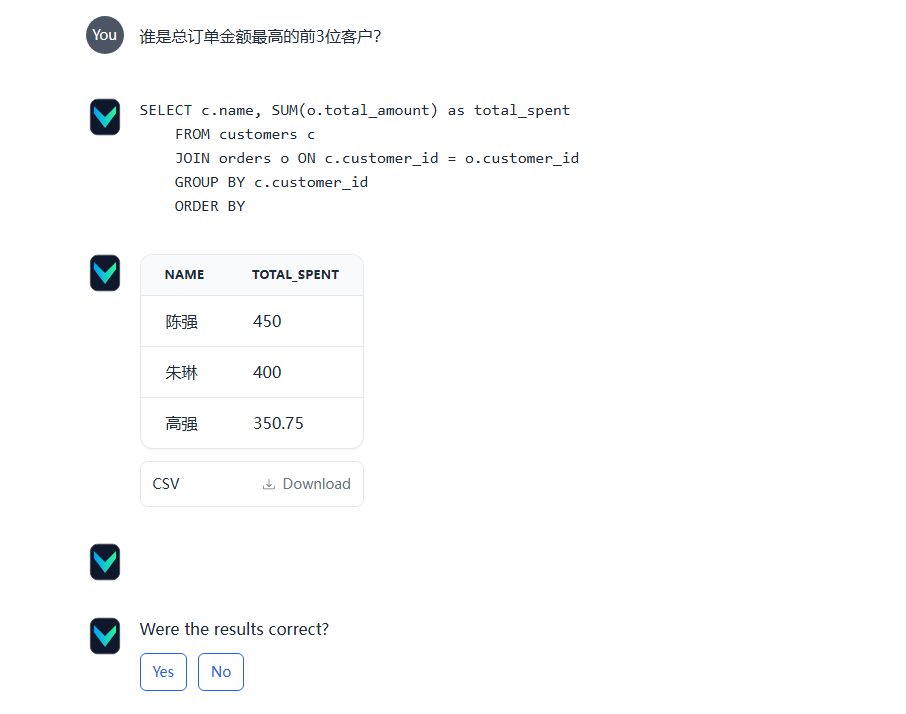 You 谁是总订单金额最高的前3位客户?
SELECT c.name, SUM(o.total_amount) as total_spent
FROM customers c
JOIN orders o ON c.customer_id = o.customer_id
GROUP BY c.customer_id
ORDER BY
NAME TOTAL_SPENT
陈强 450
朱琳 400
高强 350.75
CSV Download
Were the results correct?
Yes No